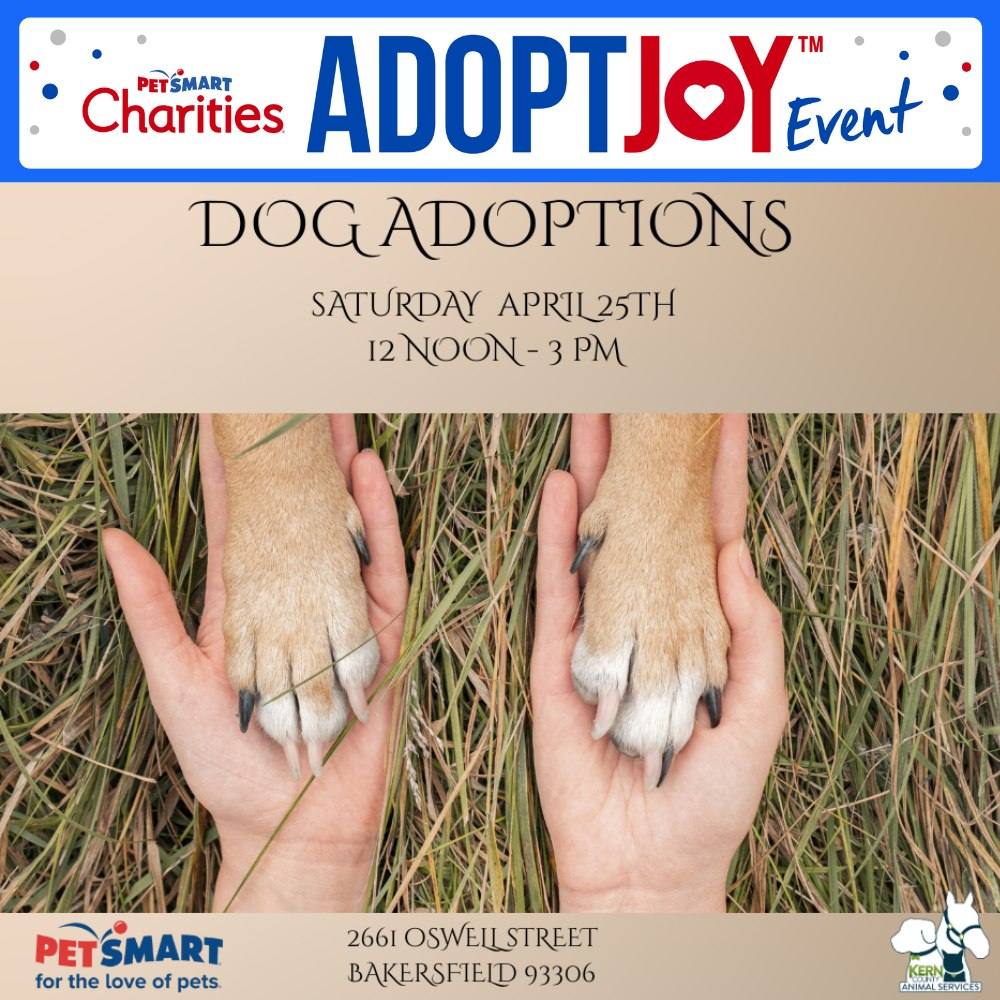 PETSMART
Charities
ADOPTJOY™ Event
DOG ADOPTIONS
SATURDAY APRIL 25TH
12 NOON - 3 PM
PETSMART
for the love of pets.
2661 OSWELL STREET
BAKERSFIELD 93306
KERN
COUNTY
ANIMAL SERVICES